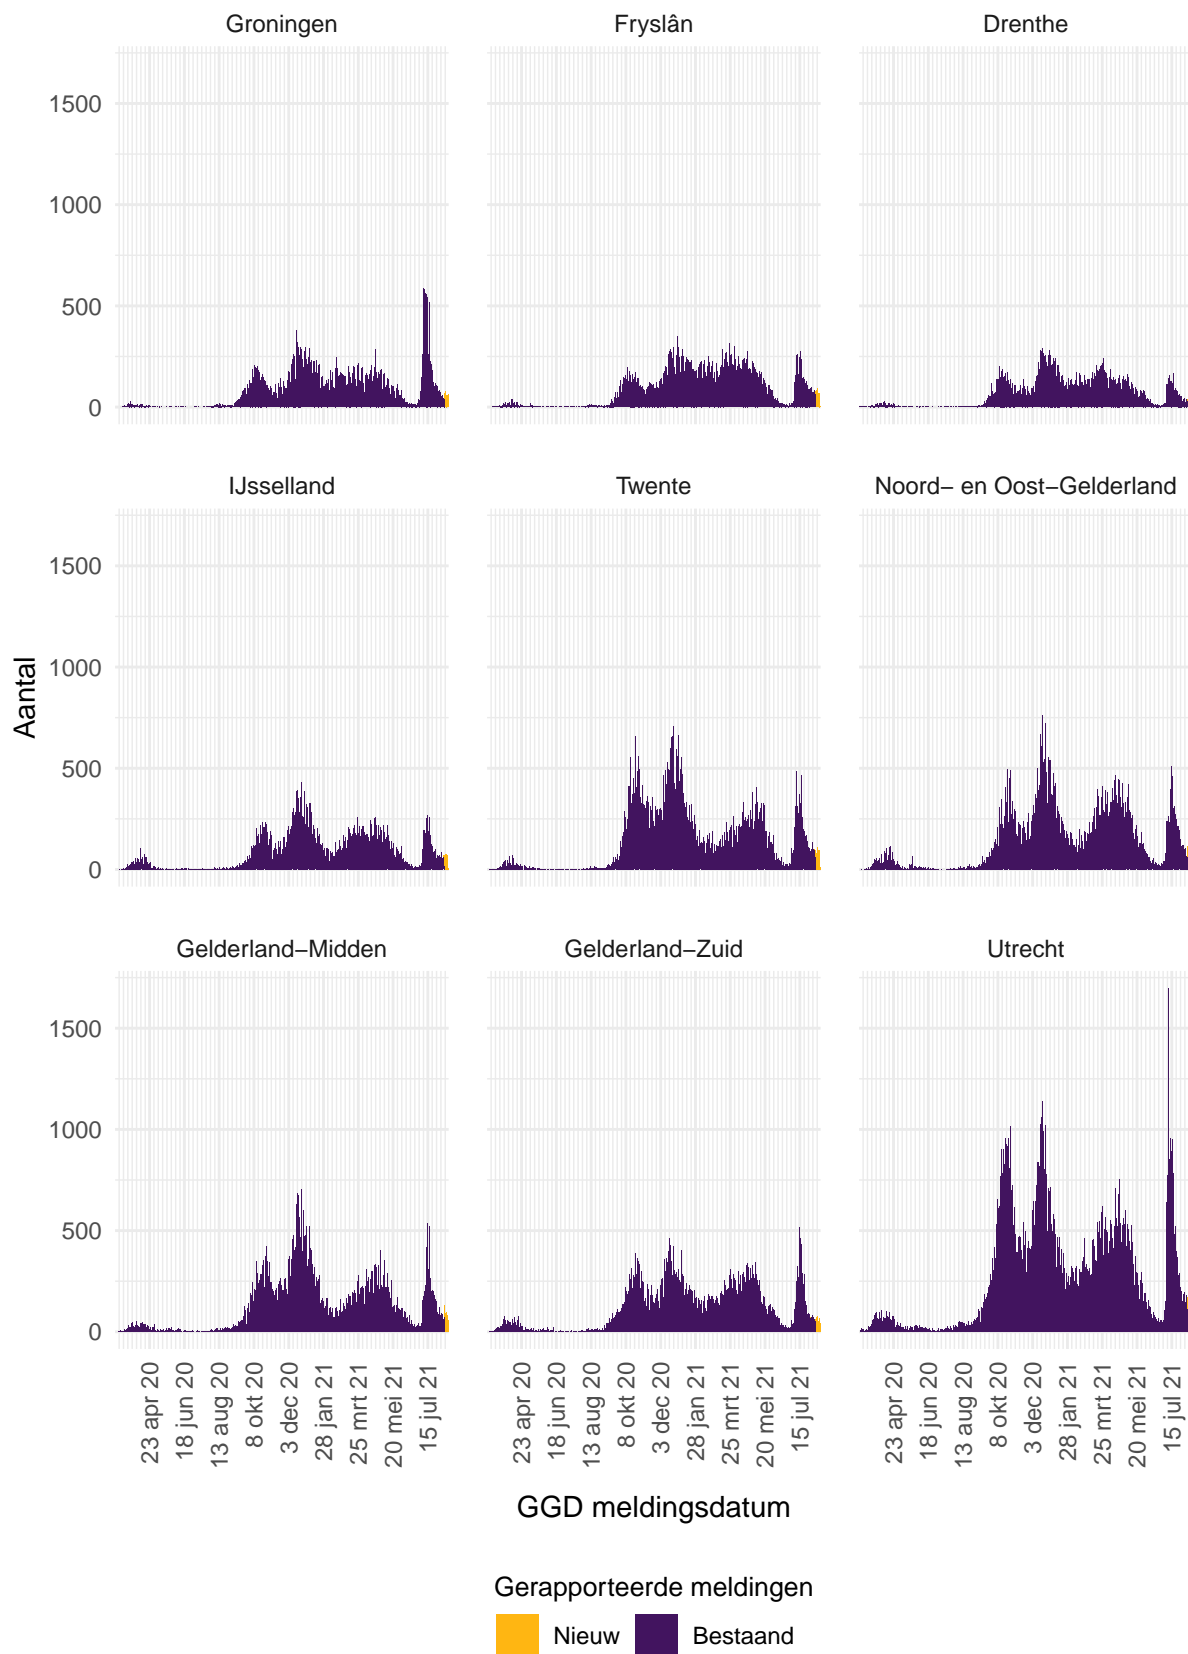 Groningen Fryslân Drenthe
1500
1000
500
0
IJsselland Twente Noord− en Oost−Gelderland
1500
1000
500
0
Aantal
Gelderland−Midden Gelderland−Zuid Utrecht
1500
1000
500
0
23 apr 20 18 jun 20 13 aug 20 8 okt 20 3 dec 20 28 jan 21 25 mrt 21 20 mei 21 15 jul 21 23 apr 20 18 jun 20 13 aug 20 8 okt 20 3 dec 20 28 jan 21 25 mrt 21 20 mei 21 15 jul 21 23 apr 20 18 jun 20 13 aug 20 8 okt 20 3 dec 20 28 jan 21 25 mrt 21 20 mei 21 15 jul 21
GGD meldingsdatum
Gerapporteerde meldingen
Nieuw Bestaand